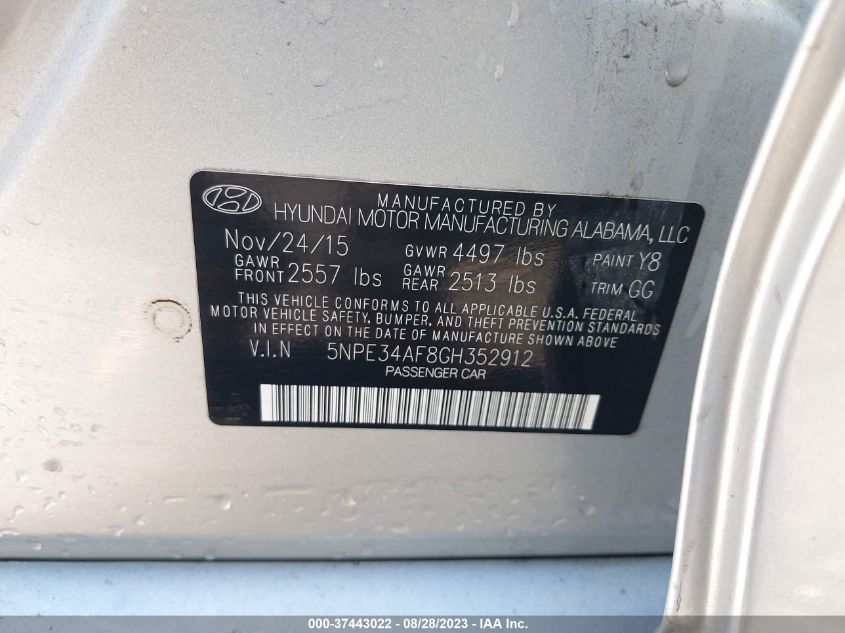 MANUFACTURED BY
HYUNDAI MOTOR MANUFACTURING ALABAMA, LLC
Nov/24/15 GVWR 4497 lbs PAINT Y8
GAWR FRONT 2557 lbs GAWR REAR 2513 lbs TRIM GG
THIS VEHICLE CONFORMS TO ALL APPLICABLE U.S.A. FEDERAL
MOTOR VEHICLE SAFETY, BUMPER, AND THEFT PREVENTION STANDARDS
IN EFFECT ON THE DATE OF MANUFACTURE SHOWN ABOVE
V.I.N 5NPE34AF8GH352912
PASSENGER CAR
000-37443022 - 08/28/2023 - IAA Inc.